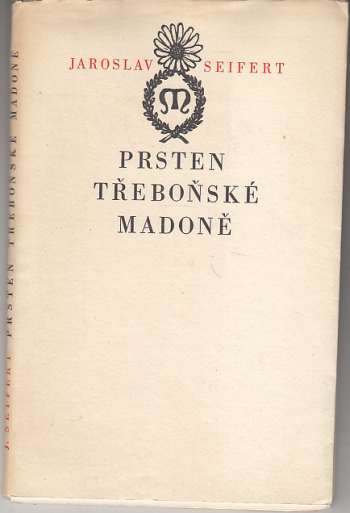 JAROSLAV SEIFERT
M
PRSTEN
TŘEBOŇSKÉ
MADONĚ
J. SEIFERT PRSTEN TŘEBOŇSKÉ MADONĚ